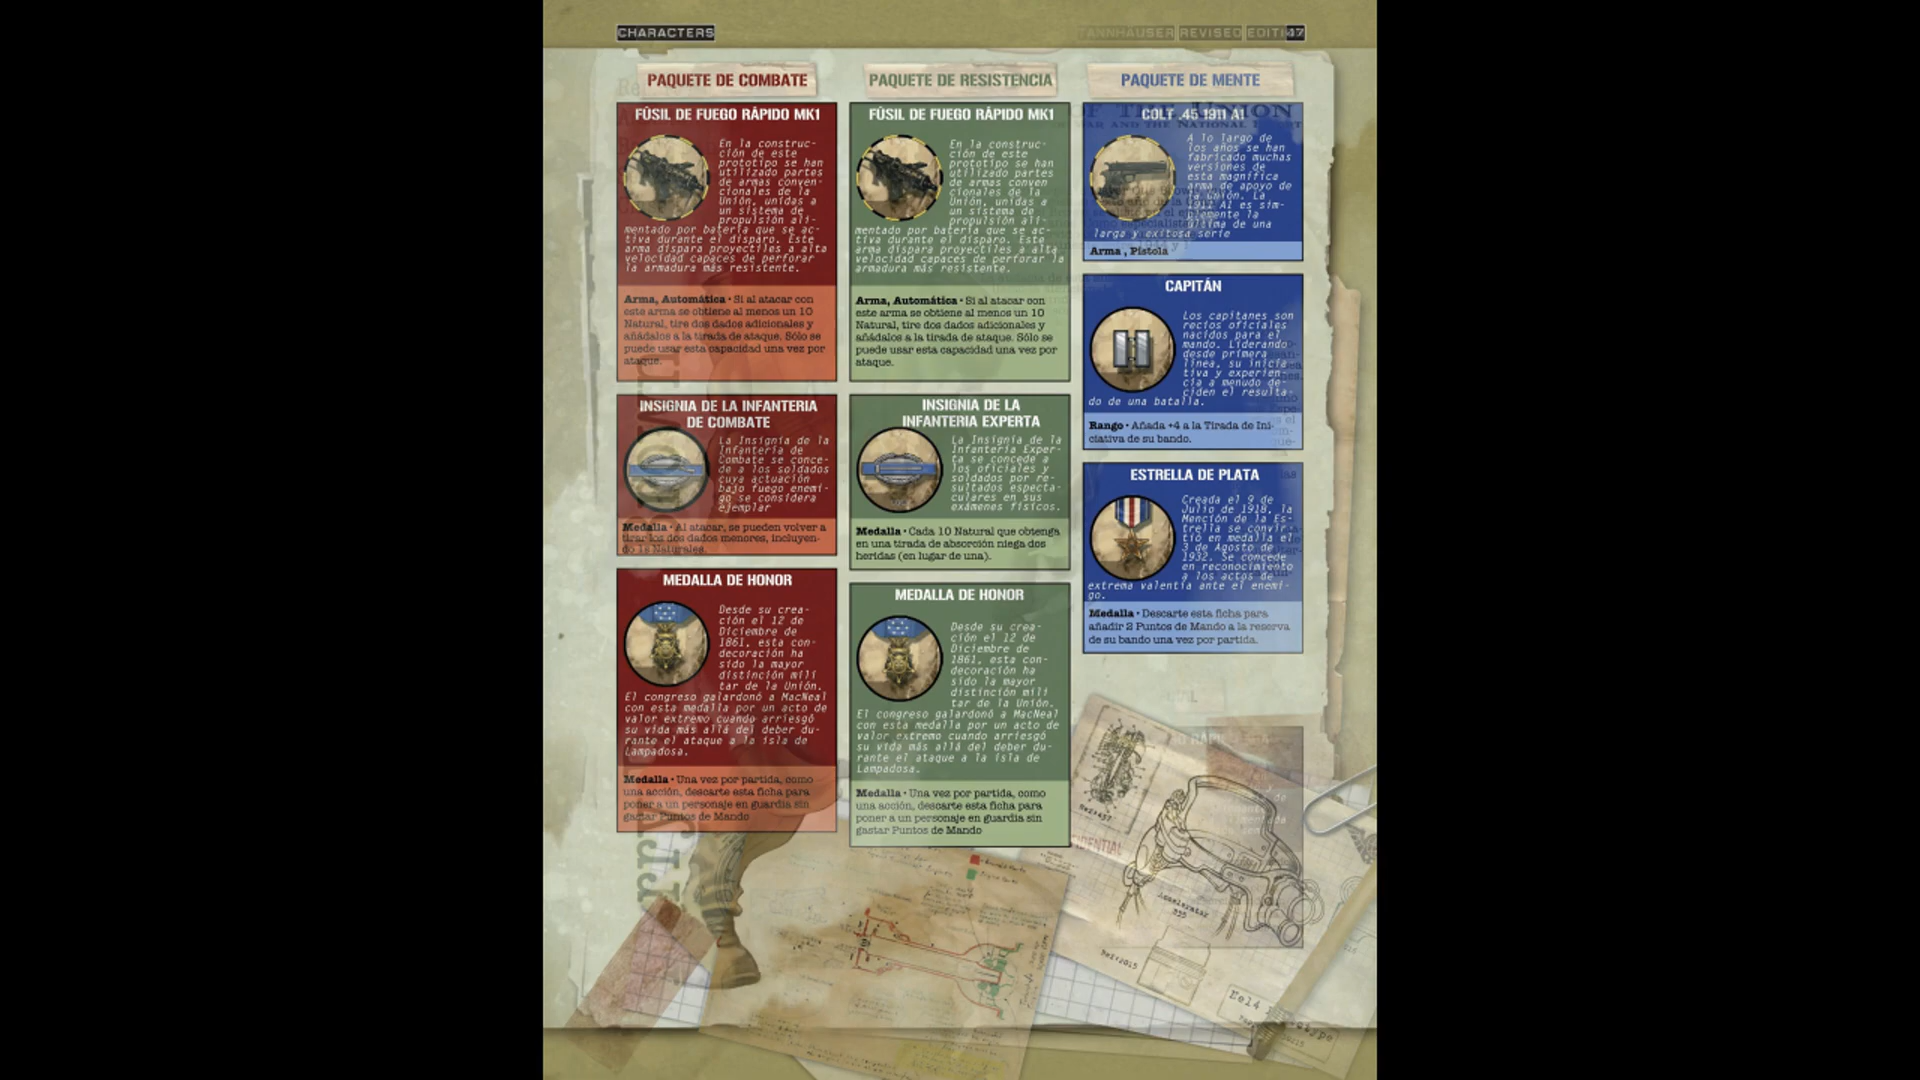 CHARACTERS
TANNHAUSER REVISED EDITI 47
PAQUETE DE COMBATE
FÚSIL DE FUEGO RÁPIDO MK1
En la construc-
ción de este
prototipo se han
utilizado partes
de armas conven-
cionales de la
Unión, unidas a
un sistema de
propulsión ali-
mentado por batería que se ac-
tiva durante el disparo. Este
arma dispara proyectiles a alta
velocidad capaces de perforar
la armadura más resistente.
Arma, Automática • Si al atacar con
este arma se obtiene al menos un 10
Natural, tire dos dados adicionales y
añádalos a la tirada de ataque. Sólo se
puede usar esta capacidad una vez por
ataque.
INSIGNIA DE LA INFANTERIA
DE COMBATE
La Insignia de la
Infantería de
Combate se conce-
de a los soldados
cuya actuación
bajo fuego enemi-
go se considera
ejemplar
Medalla • Al atacar, se pueden volver a
tirar los dos dados menores, incluyen-
do 1s Naturales.
MEDALLA DE HONOR
Desde su crea-
ción el 12 de
Diciembre de
1861, esta con-
decoración ha
sido la mayor
distinción mili
tar de la Unión.
El congreso galardonó a MacNeal
con esta medalla por un acto de
valor extremo cuando arriesgó
su vida más allá del deber du-
rante el ataque a la isla de
Lampadosa.
Medalla • Una vez por partida, como
una acción, descarte esta ficha para
poner a un personaje en guardia sin
gastar Puntos de Mando
PAQUETE DE RESISTENCIA
FÚSIL DE FUEGO RÁPIDO MK1
En la construc-
ción de este
prototipo se han
utilizado partes
de armas conven
cionales de la
Unión, unidas a
un sistema de
propulsión ali-
mentado por batería que se ac-
tiva durante el disparo. Este
arma dispara proyectiles a alta
velocidad capaces de perforar la
armadura más resistente.
Arma, Automática • Si al atacar con
este arma se obtiene al menos un 10
Natural, tire dos dados adicionales y
añádalos a la tirada de ataque. Sólo se
puede usar esta capacidad una vez por
ataque.
INSIGNIA DE LA
INFANTERIA EXPERTA
La Insignia de la
Infantería Exper-
ta se concede a
los oficiales y
soldados por re-
sultados especta-
culares en sus
exámenes físicos.
Medalla • Cada 10 Natural que obtenga
en una tirada de absorción niega dos
heridas (en lugar de una).
MEDALLA DE HONOR
Desde su crea-
ción el 12 de
Diciembre de
1861, esta con-
decoración ha
sido la mayor
distinción mili
tar de la Unión.
El congreso galardonó a MacNeal
con esta medalla por un acto de
valor extremo cuando arriesgó
su vida más allá del deber du-
rante el ataque a la isla de
Lampadosa.
Medalla • Una vez por partida, como
una acción, descarte esta ficha para
poner a un personaje en guardia sin
gastar Puntos de Mando
PAQUETE DE MENTE
COLT .45 1911 A1
A lo largo de
los años se han
fabricado muchas
versiones de
esta magnífica
arma de apoyo de
la Unión. La
1911 A1 es sim-
plemente la
última de una
larga y exitosa serie
Arma , Pistola
CAPITÁN
Los capitanes son
recios oficiales
nacidos para el
mando. Liderando
desde primera
línea, su inicia
tiva y experien-
cia a menudo de-
ciden el resulta-
do de una batalla.
Rango • Añada +4 a la Tirada de Ini-
ciativa de su bando.
ESTRELLA DE PLATA
Creada el 9 de
Julio de 1918, la
Mención de la Es-
trella se convir-
tió en medalla el
3 de Agosto de
1932. Se concede
en reconocimiento
a los actos de
extrema valentía ante el enemi-
go.
Medalla • Descarte esta ficha para
añadir 2 Puntos de Mando a la reserva
de su bando una vez por partida.